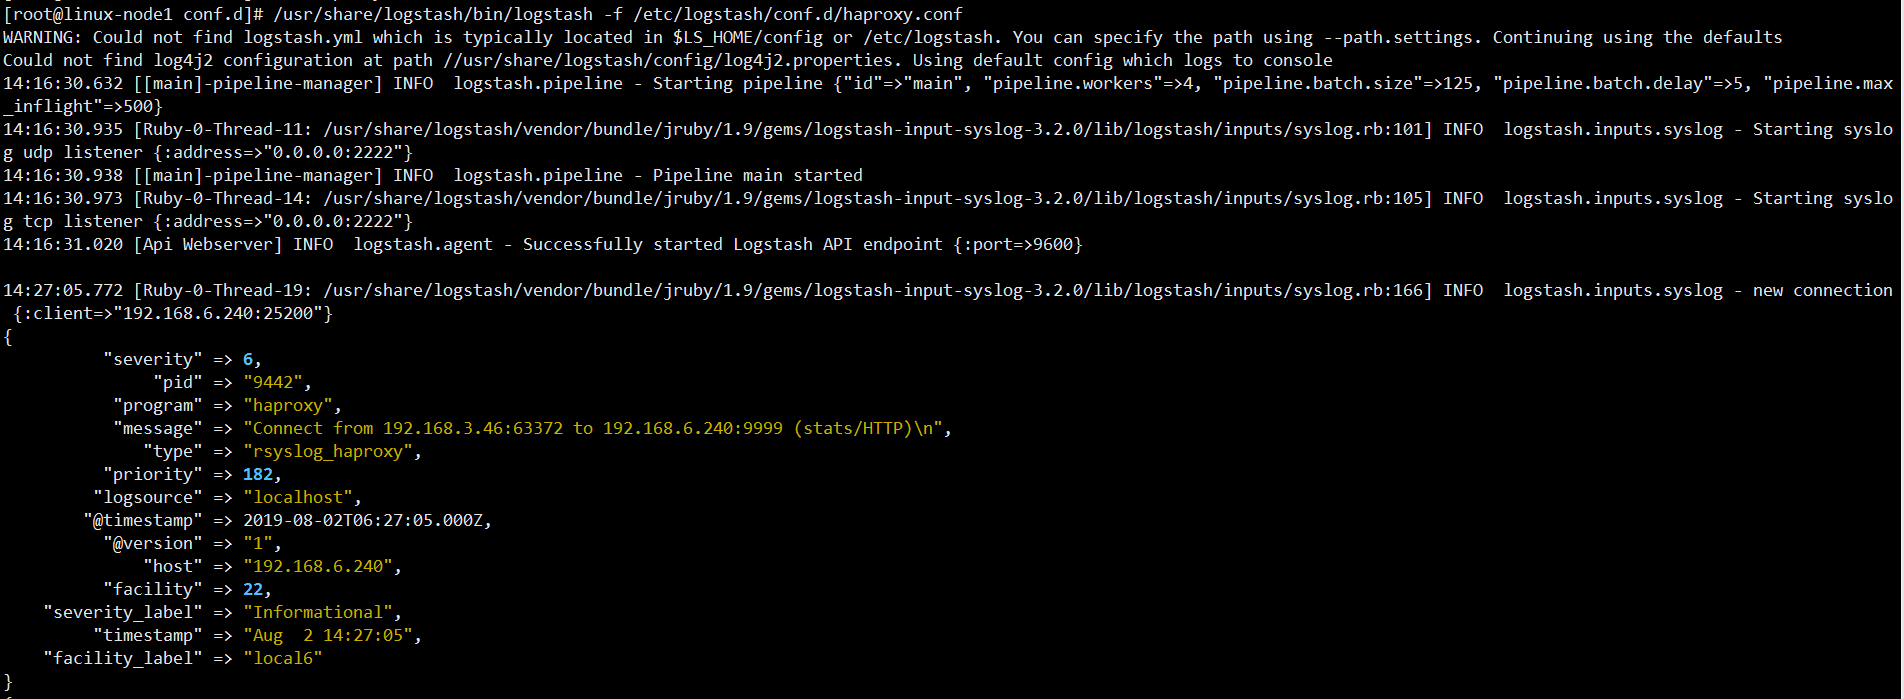 [root@linux-node1 conf.d]# /usr/share/logstash/bin/logstash -f /etc/logstash/conf.d/haproxy.conf
WARNING: Could not find logstash.yml which is typically located in $LS_HOME/config or /etc/logstash. You can specify the path using --path.settings. Continuing using the defaults
Could not find log4j2 configuration at path //usr/share/logstash/config/log4j2.properties. Using default config which logs to console
14:16:30.632 [[main]-pipeline-manager] INFO  logstash.pipeline - Starting pipeline {"id"=>"main", "pipeline.workers"=>4, "pipeline.batch.size"=>125, "pipeline.batch.delay"=>5, "pipeline.max
_inflight"=>500}
14:16:30.935 [Ruby-0-Thread-11: /usr/share/logstash/vendor/bundle/jruby/1.9/gems/logstash-input-syslog-3.2.0/lib/logstash/inputs/syslog.rb:101] INFO  logstash.inputs.syslog - Starting syslo
g udp listener {:address=>"0.0.0.0:2222"}
14:16:30.938 [[main]-pipeline-manager] INFO  logstash.pipeline - Pipeline main started
14:16:30.973 [Ruby-0-Thread-14: /usr/share/logstash/vendor/bundle/jruby/1.9/gems/logstash-input-syslog-3.2.0/lib/logstash/inputs/syslog.rb:105] INFO  logstash.inputs.syslog - Starting syslo
g tcp listener {:address=>"0.0.0.0:2222"}
14:16:31.020 [Api Webserver] INFO  logstash.agent - Successfully started Logstash API endpoint {:port=>9600}
14:27:05.772 [Ruby-0-Thread-19: /usr/share/logstash/vendor/bundle/jruby/1.9/gems/logstash-input-syslog-3.2.0/lib/logstash/inputs/syslog.rb:166] INFO  logstash.inputs.syslog - new connection
 {:client=>"192.168.6.240:25200"}
{
          "severity" => 6,
               "pid" => "9442",
           "program" => "haproxy",
           "message" => "Connect from 192.168.3.46:63372 to 192.168.6.240:9999 (stats/HTTP)\n",
              "type" => "rsyslog_haproxy",
          "priority" => 182,
         "logsource" => "localhost",
        "@timestamp" => 2019-08-02T06:27:05.000Z,
          "@version" => "1",
              "host" => "192.168.6.240",
          "facility" => 22,
    "severity_label" => "Informational",
         "timestamp" => "Aug  2 14:27:05",
    "facility_label" => "local6"
}